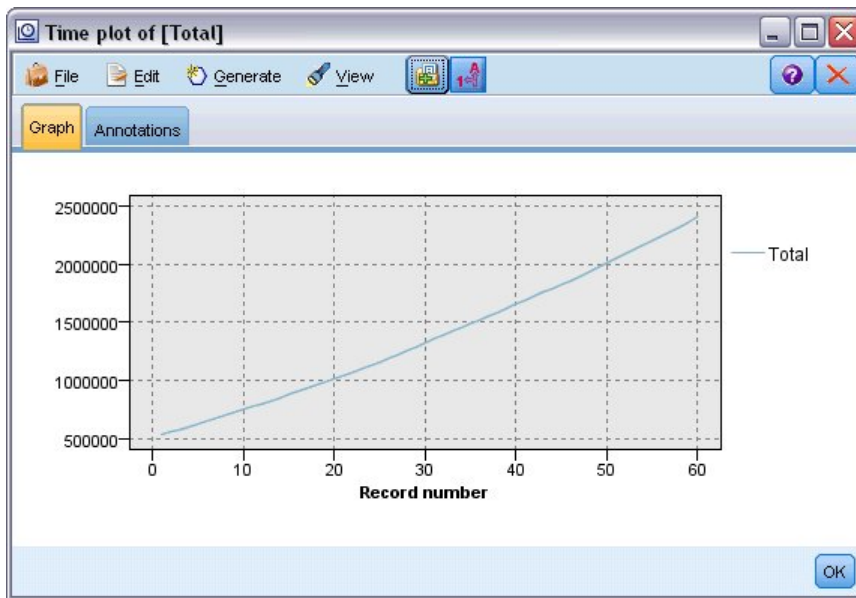 Time plot of [Total]
File Edit Generate View
Graph Annotations
2500000
2000000
1500000
1000000
500000
0 10 20 30 40 50 60
Record number
Total
OK